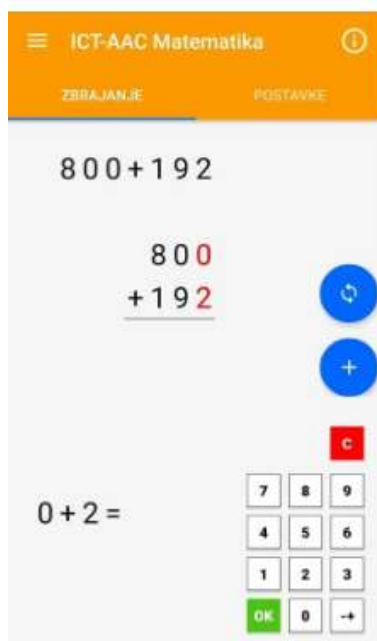 ICT-AAC Matematika
ZBRAJANJE POSTAVKE
800+192
800
+192
+
C
0+2=
7 8 9
4 5 6
1 2 3
OK 0 →